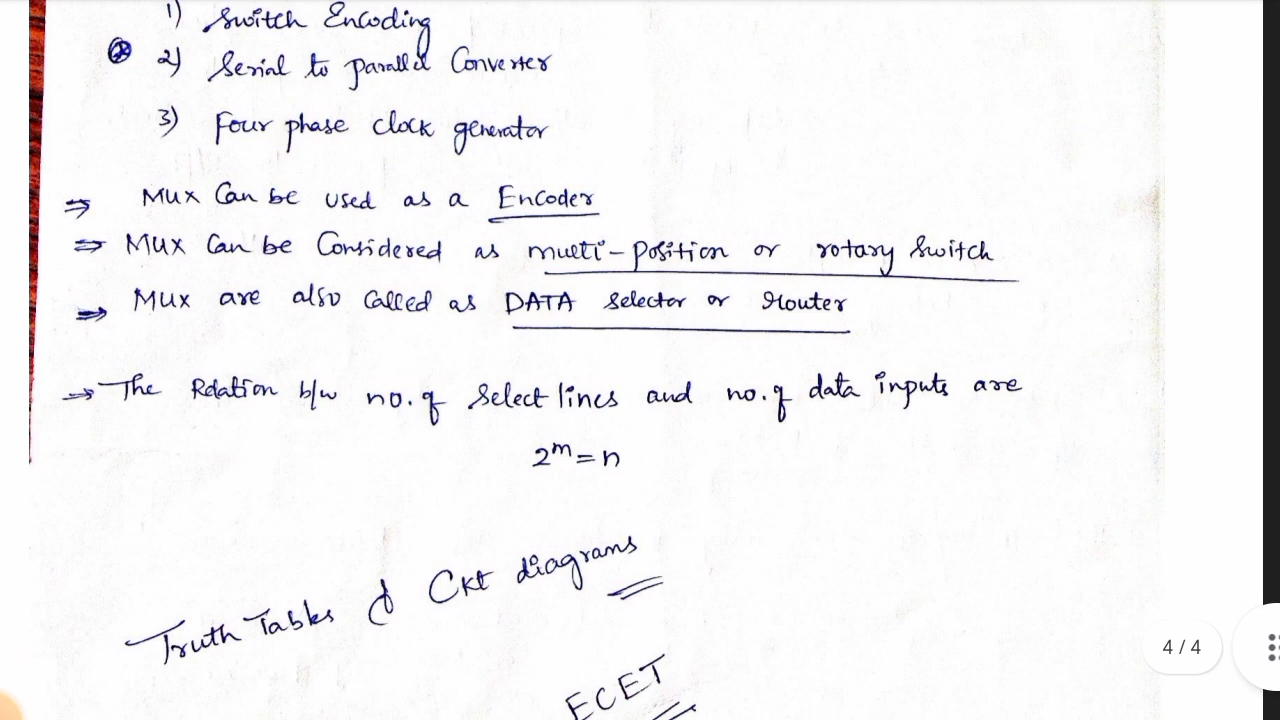 1) Switch Encoding
2) Serial to parallel Converter
3) Four phase clock generator
⇒ Mux Can be used as a Encoder
⇒ Mux Can be Considered as multi-position or rotary Switch
⇒ Mux are also Called as DATA Selector or Router
→ The Relation b/w no. of Select lines and no. of data inputs are
2^m = n
Truth Tables & Ckt diagrams
ECET
4 / 4